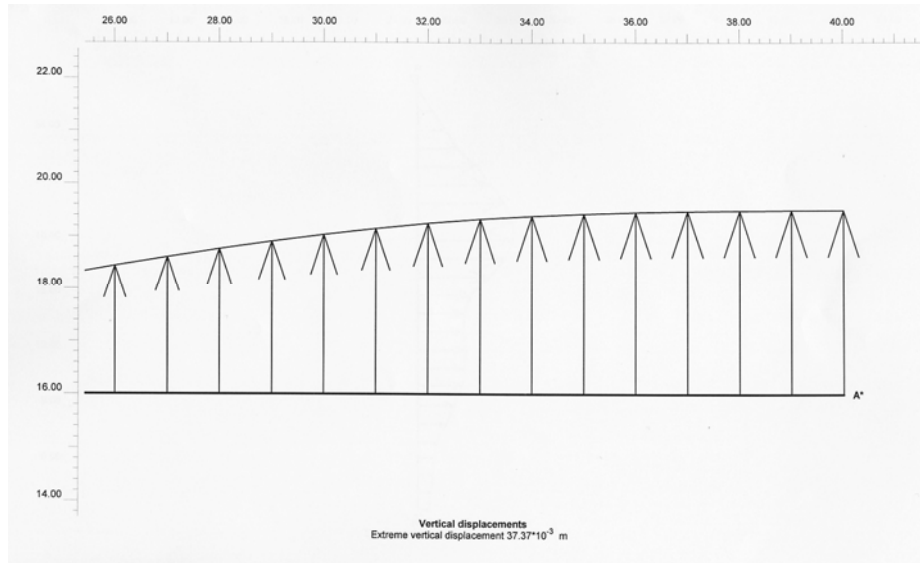 26.00 28.00 30.00 32.00 34.00 36.00 38.00 40.00
22.00
20.00
18.00
16.00
A*
14.00
Vertical displacements
Extreme vertical displacement 37.37*10-3 m